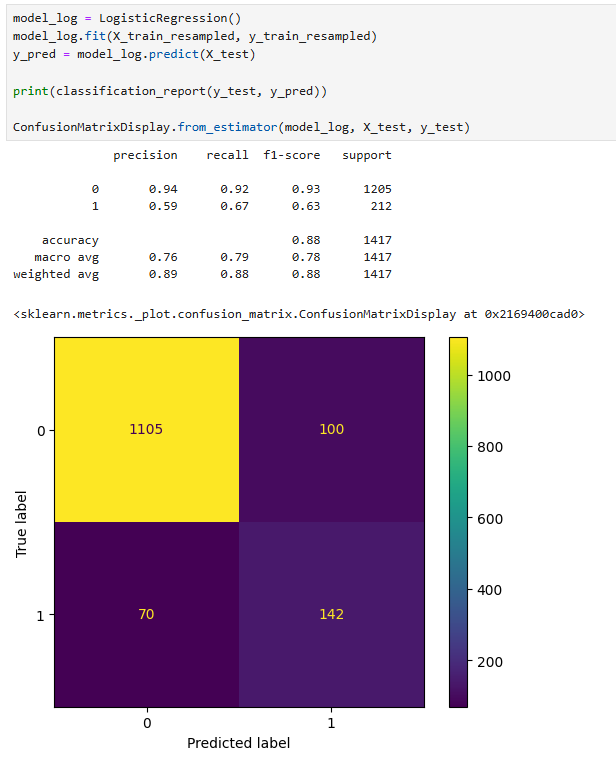 model_log = LogisticRegression()
model_log.fit(X_train_resampled, y_train_resampled)
y_pred = model_log.predict(X_test)
print(classification_report(y_test, y_pred))
ConfusionMatrixDisplay.from_estimator(model_log, X_test, y_test)
precision recall f1-score support
0 0.94 0.92 0.93 1205
1 0.59 0.67 0.63 212
accuracy 0.88 1417
macro avg 0.76 0.79 0.78 1417
weighted avg 0.89 0.88 0.88 1417
<sklearn.metrics._plot.confusion_matrix.ConfusionMatrixDisplay at 0x2169400cad0>
1000
800
600
400
200
True label
0 1105 100
1 70 142
0 1
Predicted label